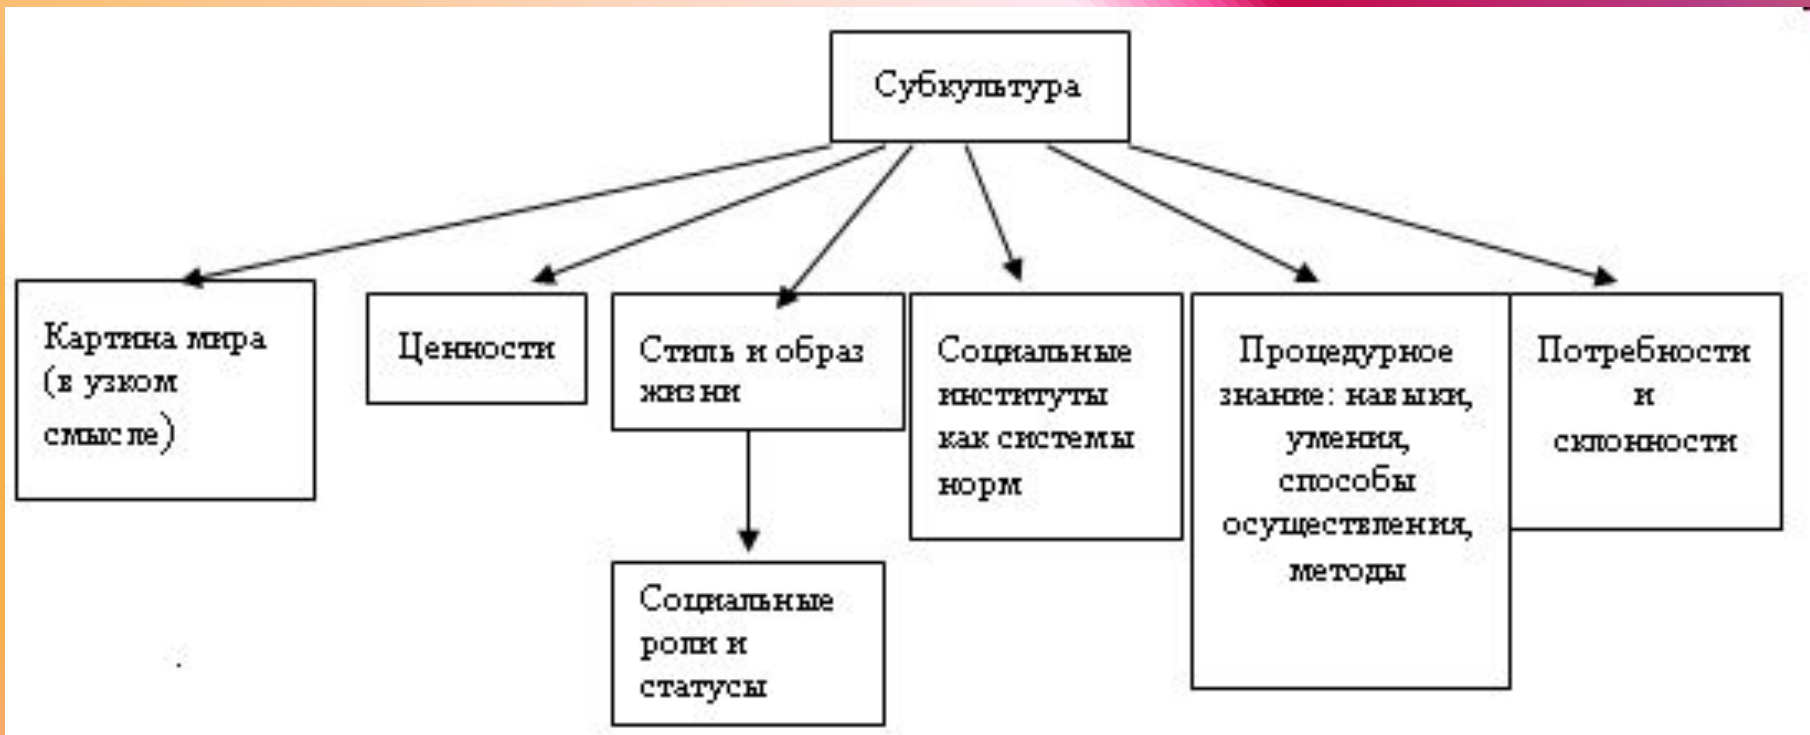 Субкультура
Картина мира
(в узком
смысле)
Ценности
Стиль и образ
жизни
Социальные
институты
как системы
норм
Процедурное
знание: навыки,
умения,
способы
осуществления,
методы
Потребности
и
склонности
Социальные
роли и
статусы